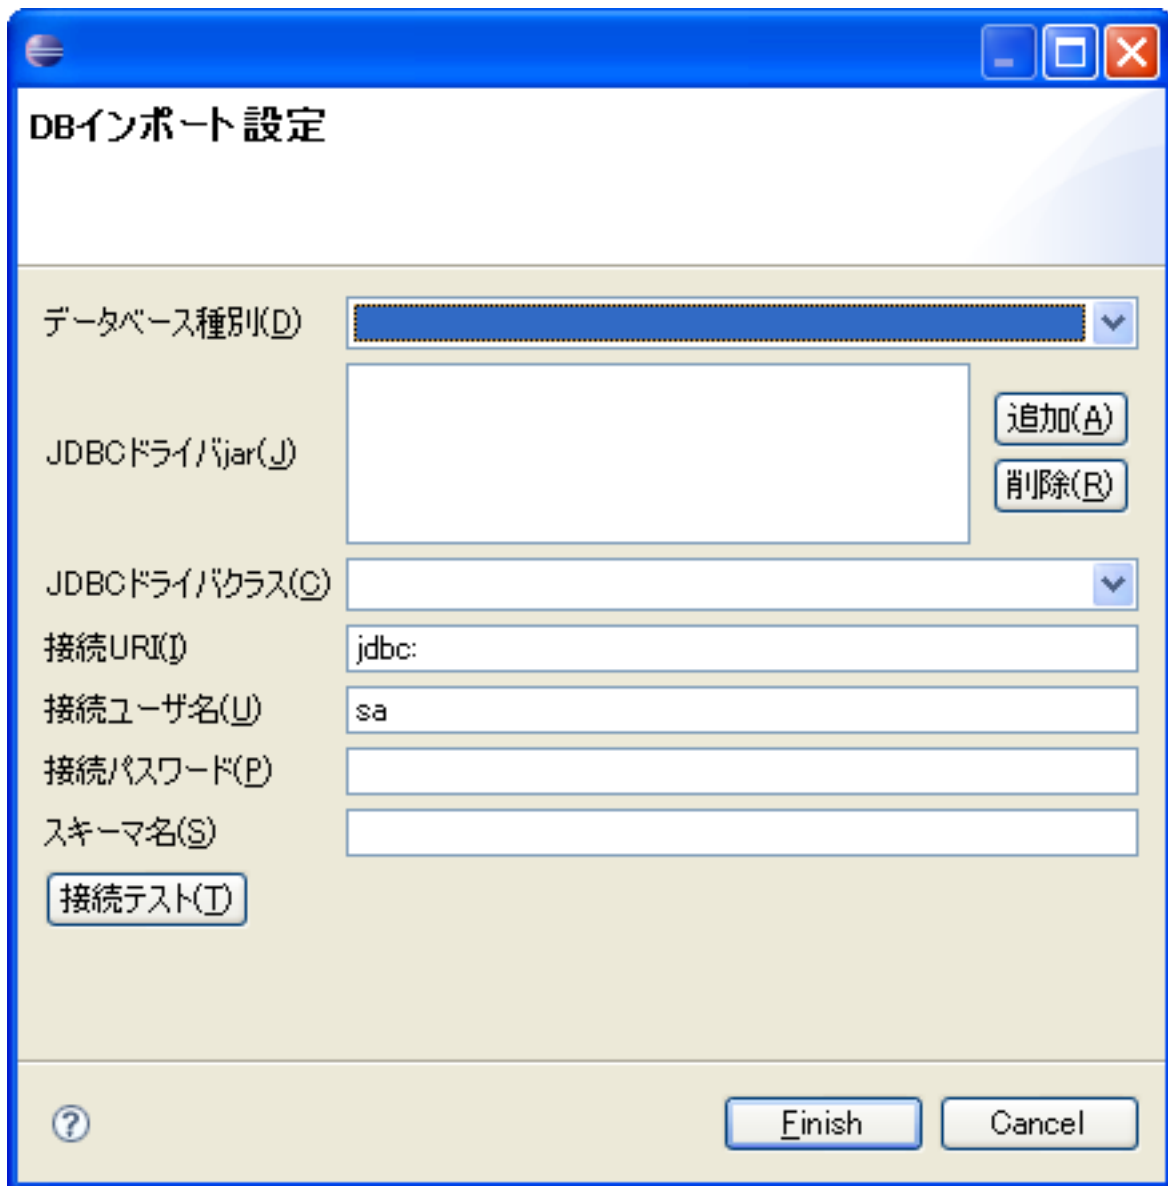 DBインポート設定
データベース種別(D)
JDBCドライバjar(J)
追加(A)
削除(R)
JDBCドライバクラス(C)
接続URI(I)
jdbc:
接続ユーザ名(U)
sa
接続パスワード(P)
スキーマ名(S)
接続テスト(T)
?
Finish
Cancel